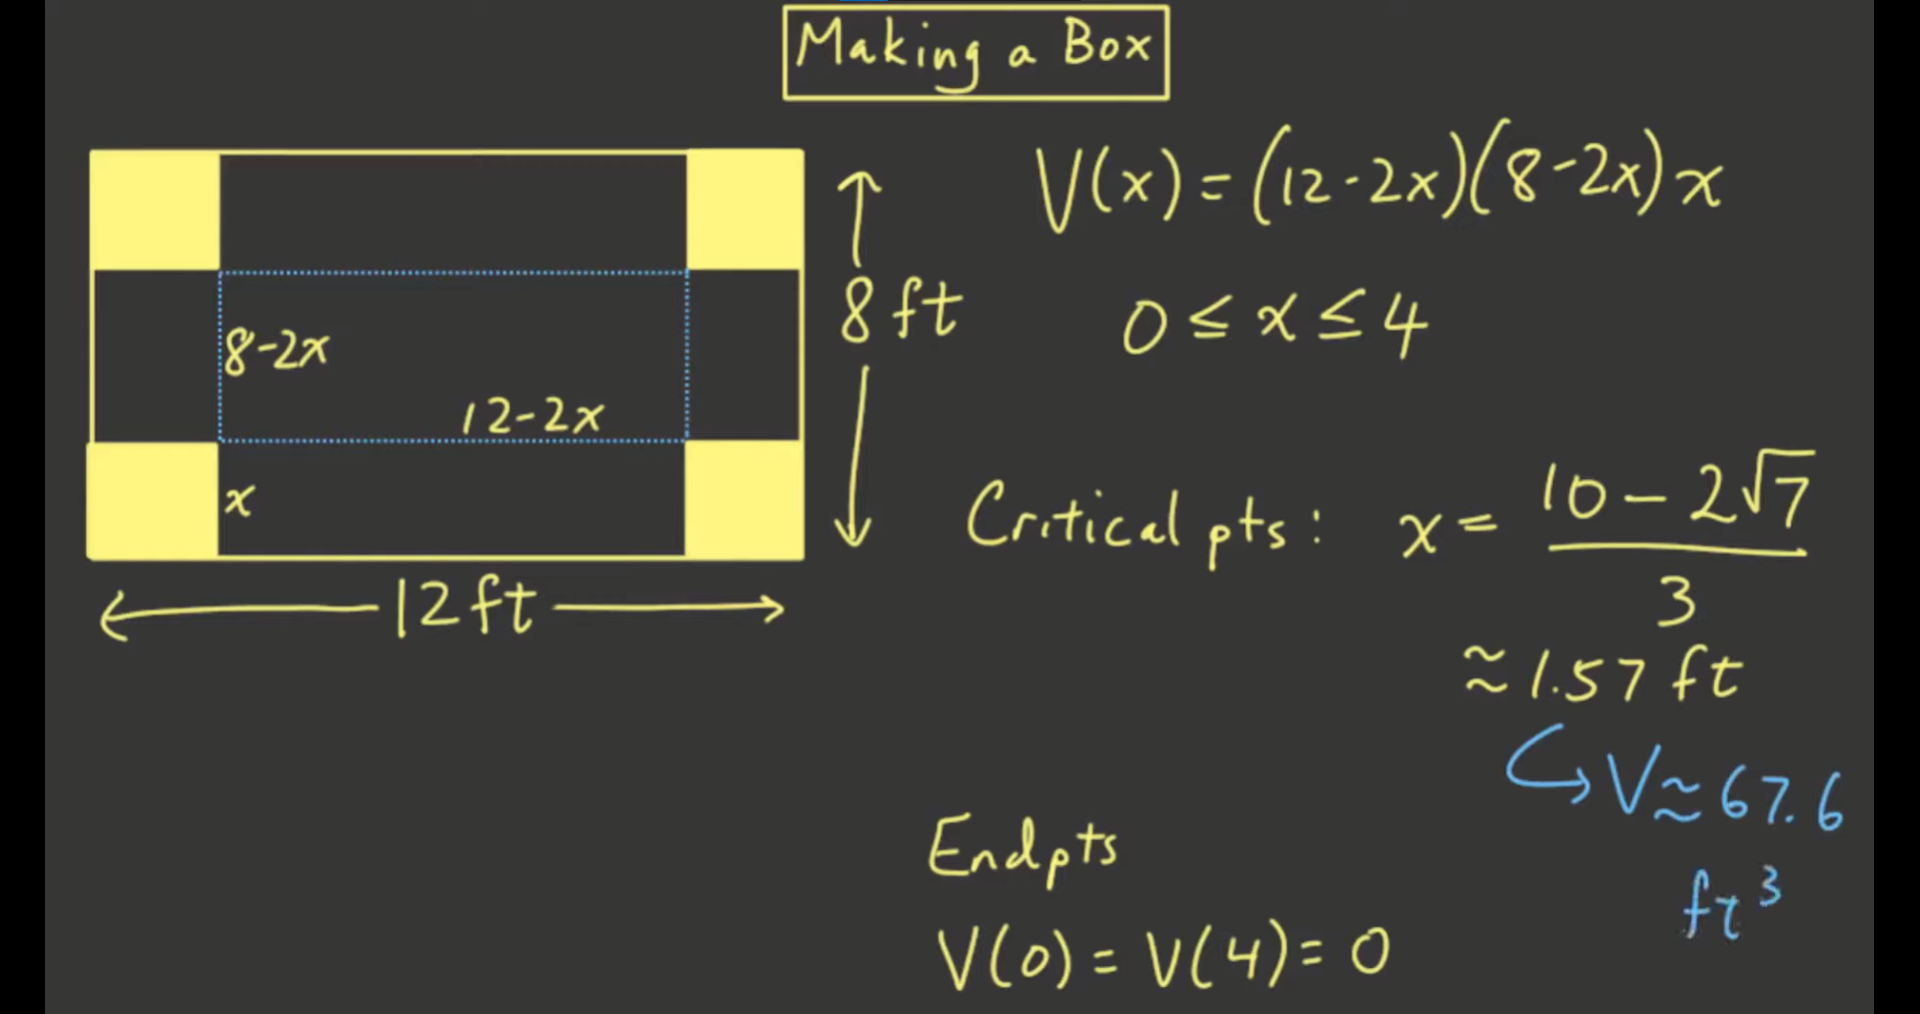 Making a Box
V(x) = (12-2x)(8-2x)x
0 ≤ x ≤ 4
8-2x
12-2x
x
8 ft
12 ft
Critical pts: x = (10 - 2√7)/3
≈ 1.57 ft
V ≈ 67.6
ft³
Endpts
V(0) = V(4) = 0